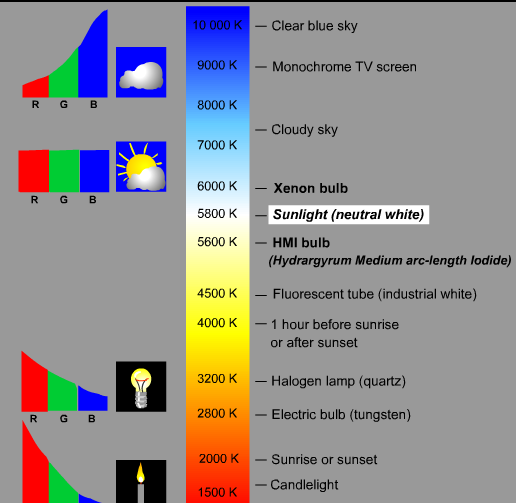 10 000 K
Clear blue sky
9000 K
Monochrome TV screen
8000 K
R G B
Cloudy sky
7000 K
6000 K
Xenon bulb
R G B
5800 K
Sunlight (neutral white)
5600 K
HMI bulb
(Hydrargyrum Medium arc-length Iodide)
4500 K
Fluorescent tube (industrial white)
4000 K
1 hour before sunrise
or after sunset
3200 K
Halogen lamp (quartz)
2800 K
Electric bulb (tungsten)
R G B
2000 K
Sunrise or sunset
Candlelight
1500 K